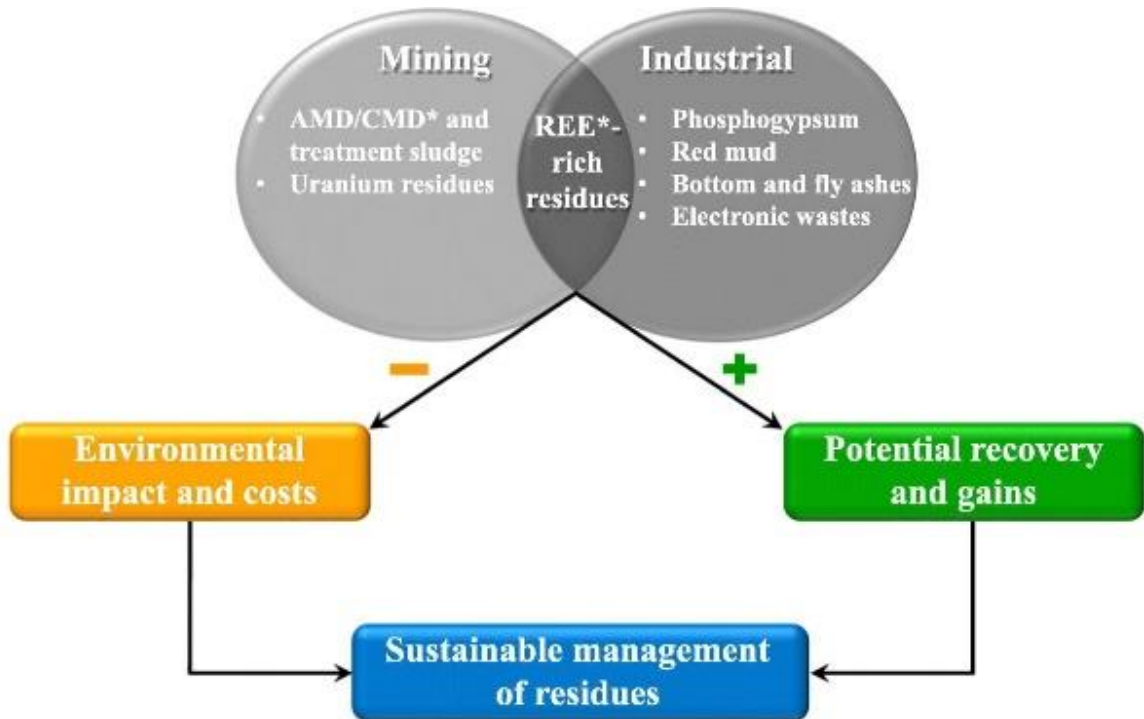 Mining
• AMD/CMD* and
treatment sludge
• Uranium residues
REE*-
rich
residues
Industrial
• Phosphogypsum
• Red mud
• Bottom and fly ashes
• Electronic wastes
−
+
Environmental
impact and costs
Potential recovery
and gains
Sustainable management
of residues